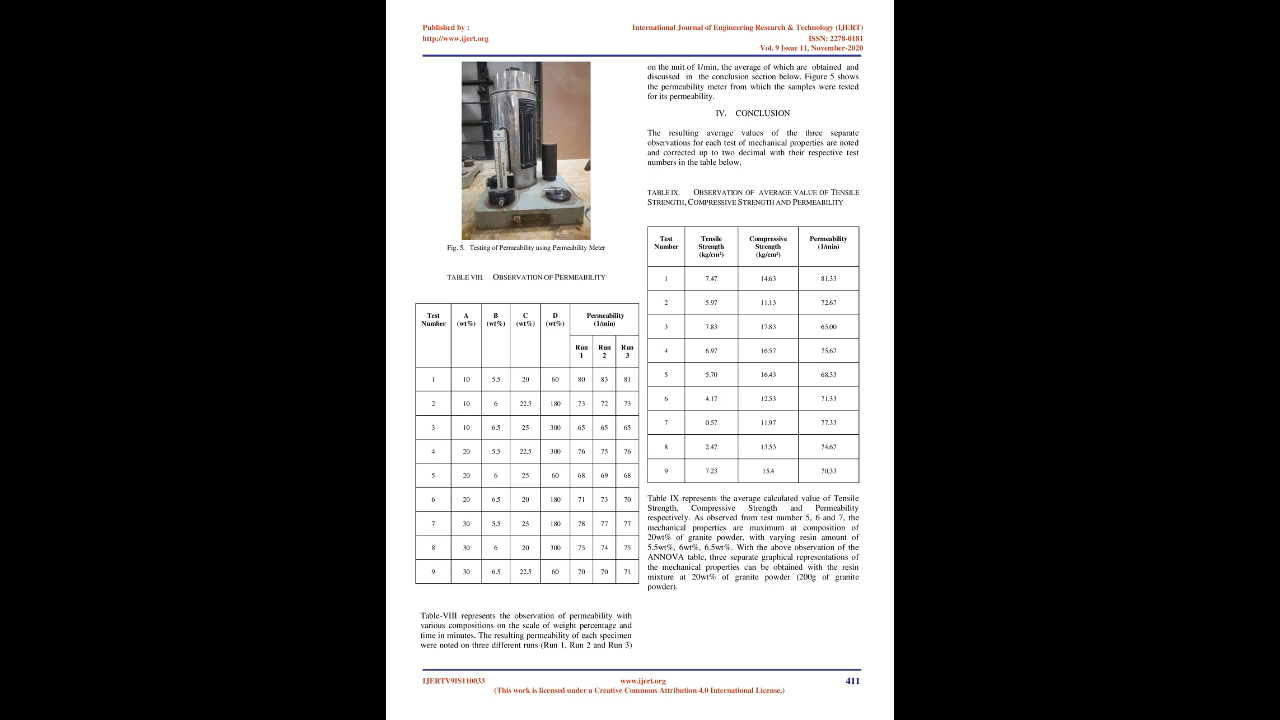 Published by :
http://www.ijert.org
International Journal of Engineering Research & Technology (IJERT)
ISSN: 2278-0181
Vol. 9 Issue 11, November-2020
Fig. 5. Testing of Permeability using Permeability Meter
TABLE VIII. OBSERVATION OF PERMEABILITY
Test Number A (wt%) B (wt%) C (wt%) D (wt%) Permeability (1/min)
Run 1 Run 2 Run 3
1 10 5.5 20 60 80 83 81
2 10 6 22.5 180 73 72 73
3 10 6.5 25 300 65 65 65
4 20 5.5 22.5 300 76 75 76
5 20 6 25 60 68 69 68
6 20 6.5 20 180 71 73 70
7 30 5.5 25 180 78 77 77
8 30 6 20 300 75 74 75
9 30 6.5 22.5 60 70 70 71
Table-VIII represents the observation of permeability with
various compositions on the scale of weight percentage and
time in minutes. The resulting permeability of each specimen
were noted on three different runs (Run 1, Run 2 and Run 3)
on the unit of 1/min, the average of which are obtained and
discussed in the conclusion section below. Figure 5 shows
the permeability meter from which the samples were tested
for its permeability.
IV. CONCLUSION
The resulting average values of the three separate
observations for each test of mechanical properties are noted
and corrected up to two decimal with their respective test
numbers in the table below.
TABLE IX. OBSERVATION OF AVERAGE VALUE OF TENSILE
STRENGTH, COMPRESSIVE STRENGTH AND PERMEABILITY
Test Number Tensile Strength (kg/cm²) Compressive Strength (kg/cm²) Permeability (1/min)
1 7.47 14.63 81.33
2 5.97 11.13 72.67
3 7.83 17.83 65.00
4 6.97 16.57 75.67
5 5.70 16.43 68.33
6 4.17 12.53 71.33
7 0.57 11.97 77.33
8 2.47 13.53 74.67
9 7.23 15.4 70.33
Table IX represents the average calculated value of Tensile
Strength, Compressive Strength and Permeability
respectively. As observed from test number 5, 6 and 7, the
mechanical properties are maximum at composition of
20wt% of granite powder, with varying resin amount of
5.5wt%, 6wt%, 6.5wt%. With the above observation of the
ANNOVA table, three separate graphical representations of
the mechanical properties can be obtained with the resin
mixture at 20wt% of granite powder (200g of granite
powder).
IJERTV9IS110033
www.ijert.org
411
(This work is licensed under a Creative Commons Attribution 4.0 International License.)